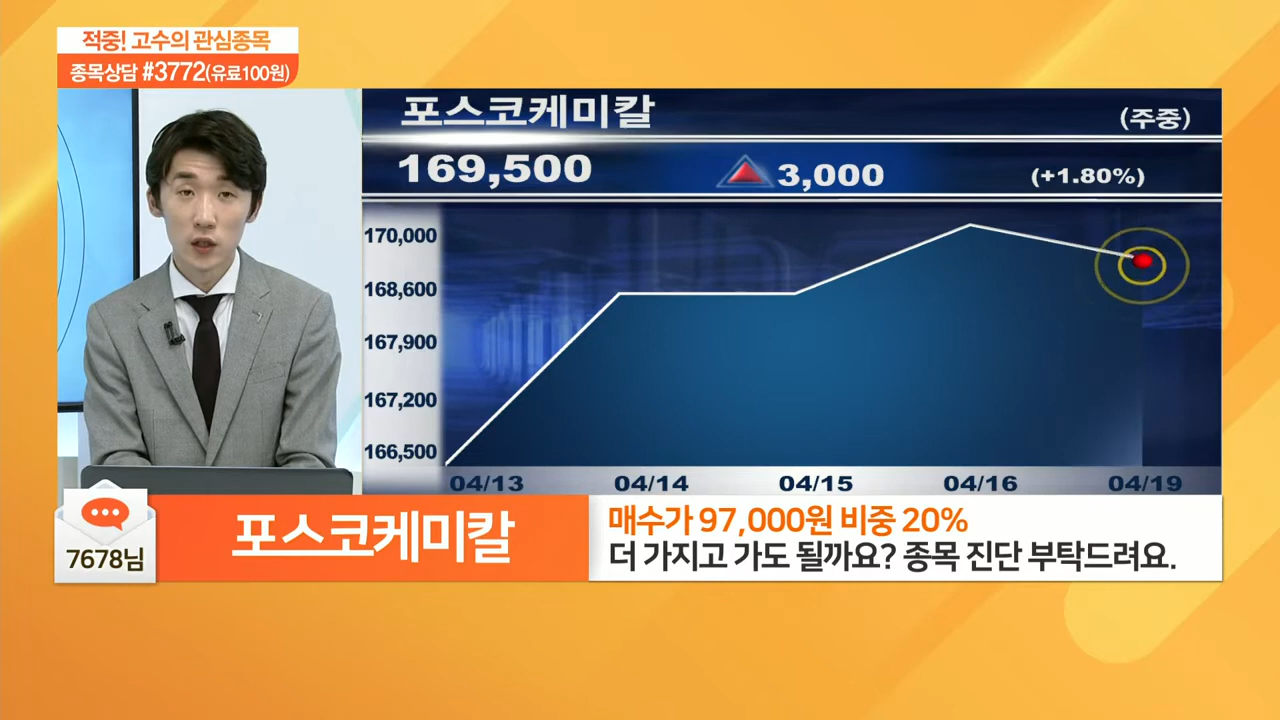 적중! 고수의 관심종목
종목상담 #3772(유료100원)
포스코케미칼 (주중)
169,500 ▲ 3,000 (+1.80%)
170,000
168,600
167,900
167,200
166,500
04/13 04/14 04/15 04/16 04/19
7678님
포스코케미칼
매수가 97,000원 비중 20%
더 가지고 가도 될까요? 종목 진단 부탁드려요.